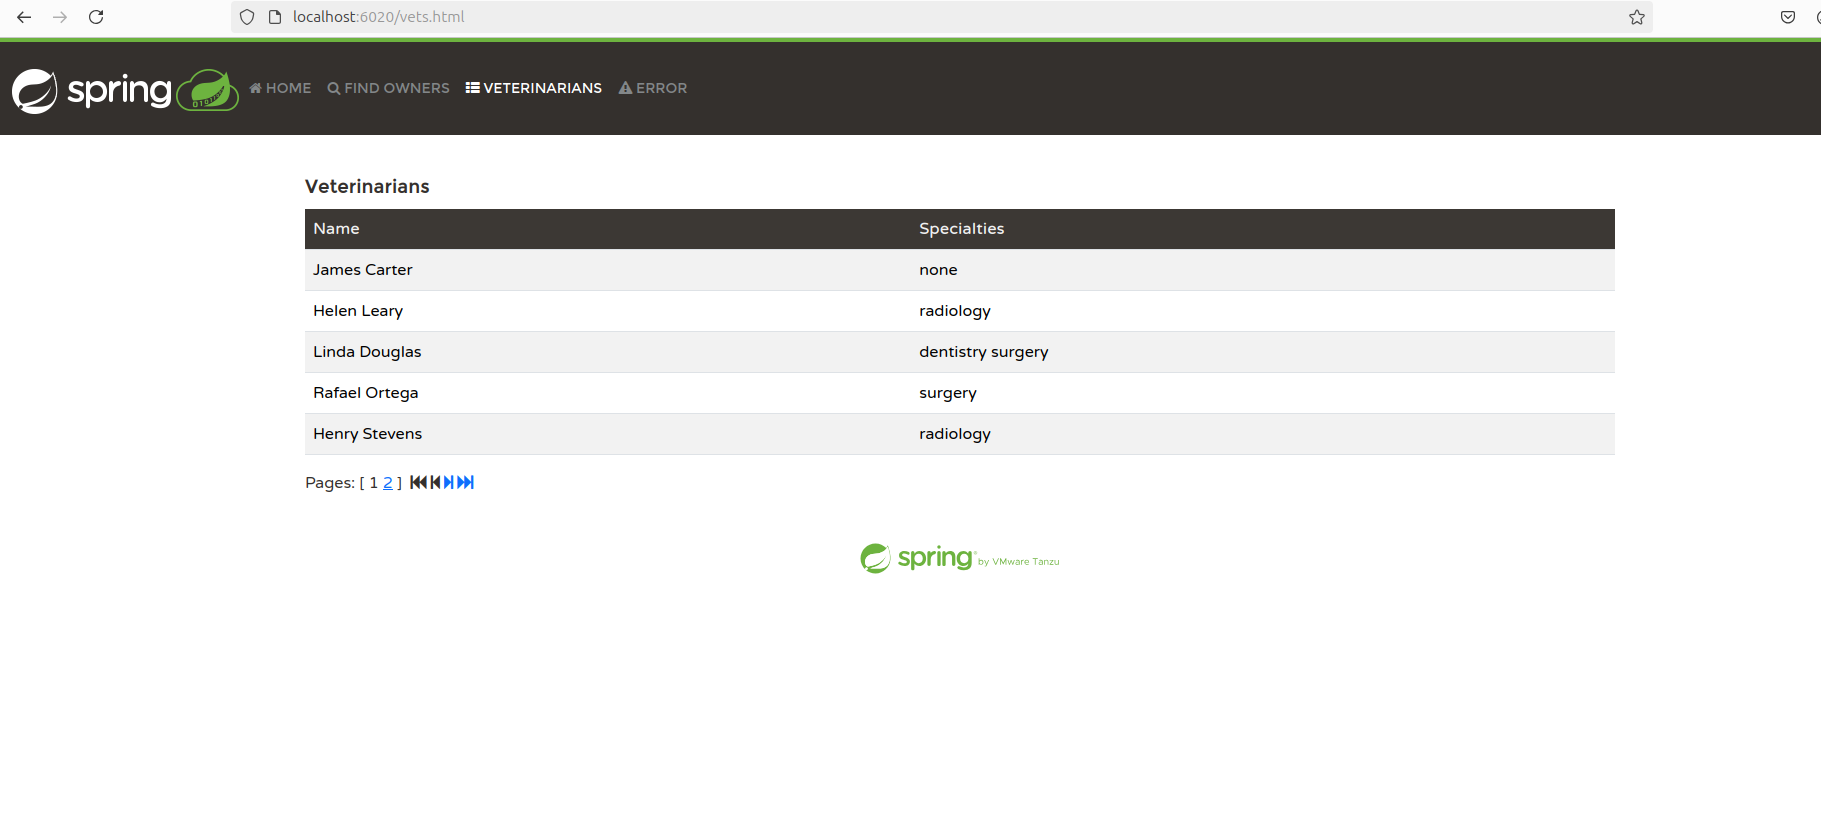 localhost:6020/vets.html
spring HOME FIND OWNERS VETERINARIANS ERROR
Veterinarians
Name Specialties
James Carter none
Helen Leary radiology
Linda Douglas dentistry surgery
Rafael Ortega surgery
Henry Stevens radiology
Pages: [ 1 2 ]
spring by VMware Tanzu